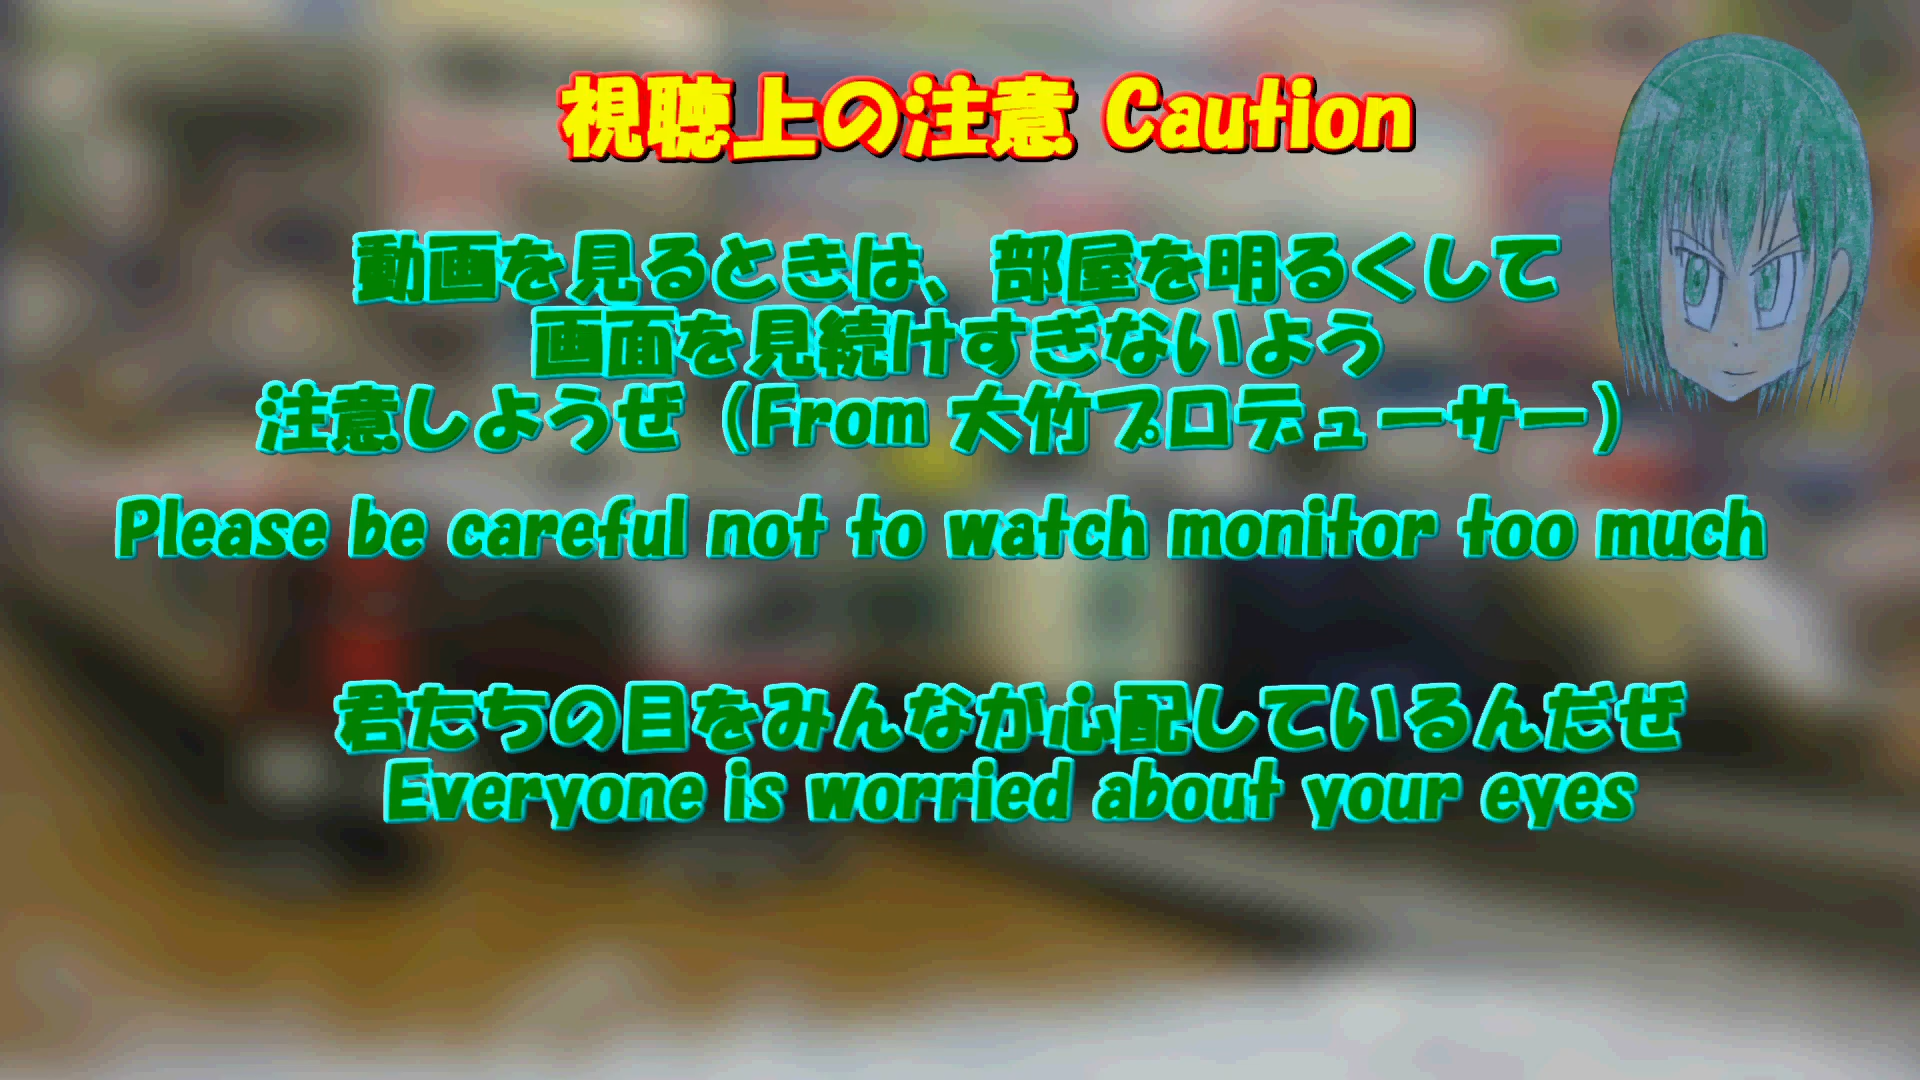 視聴上の注意 Caution
動画を見るときは、部屋を明るくして
画面を見続けすぎないよう
注意しようぜ（From 大竹プロデューサー）
Please be careful not to watch monitor too much
君たちの目をみんなが心配しているんだぜ
Everyone is worried about your eyes